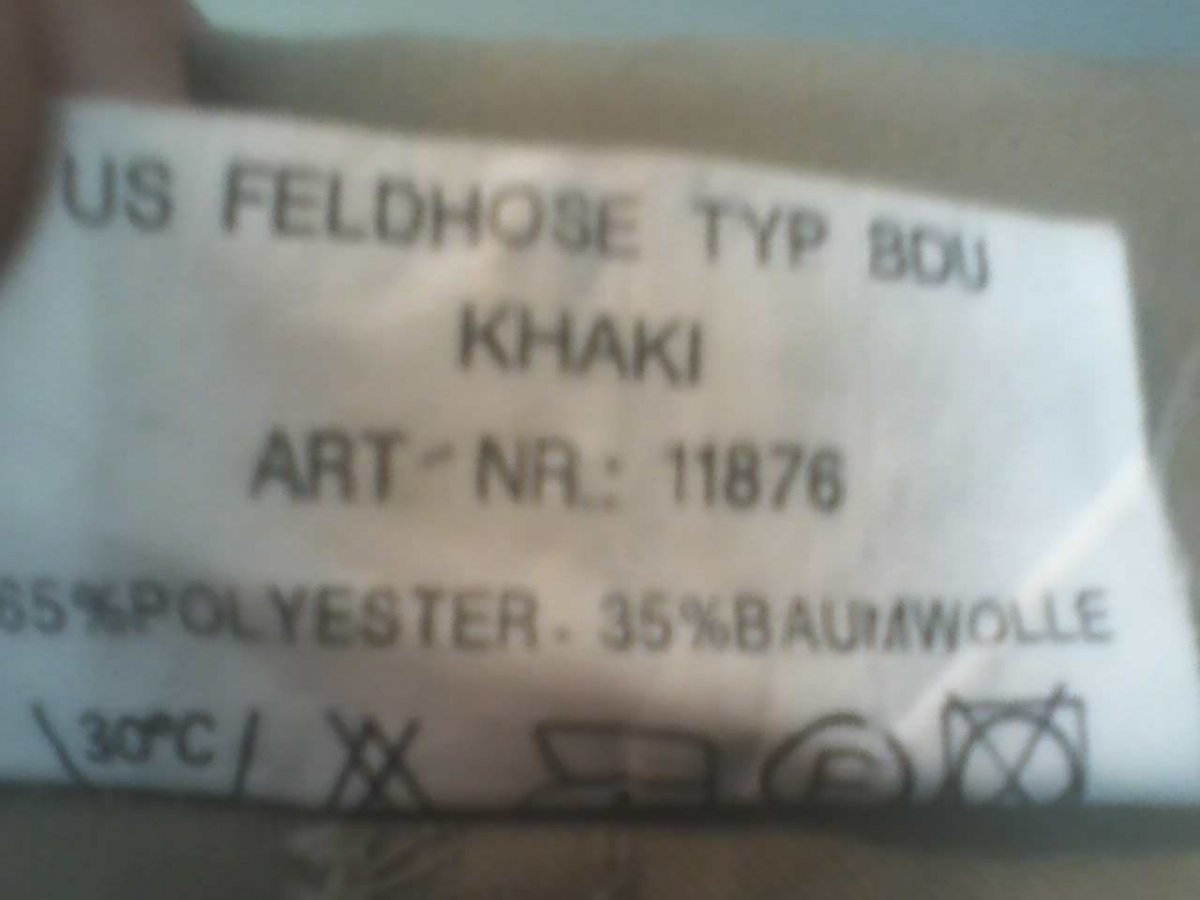 US FELDHOSE TYP BDU
KHAKI
ART-NR.: 11876
65%POLYESTER. 35%BAUMWOLLE
30°C F